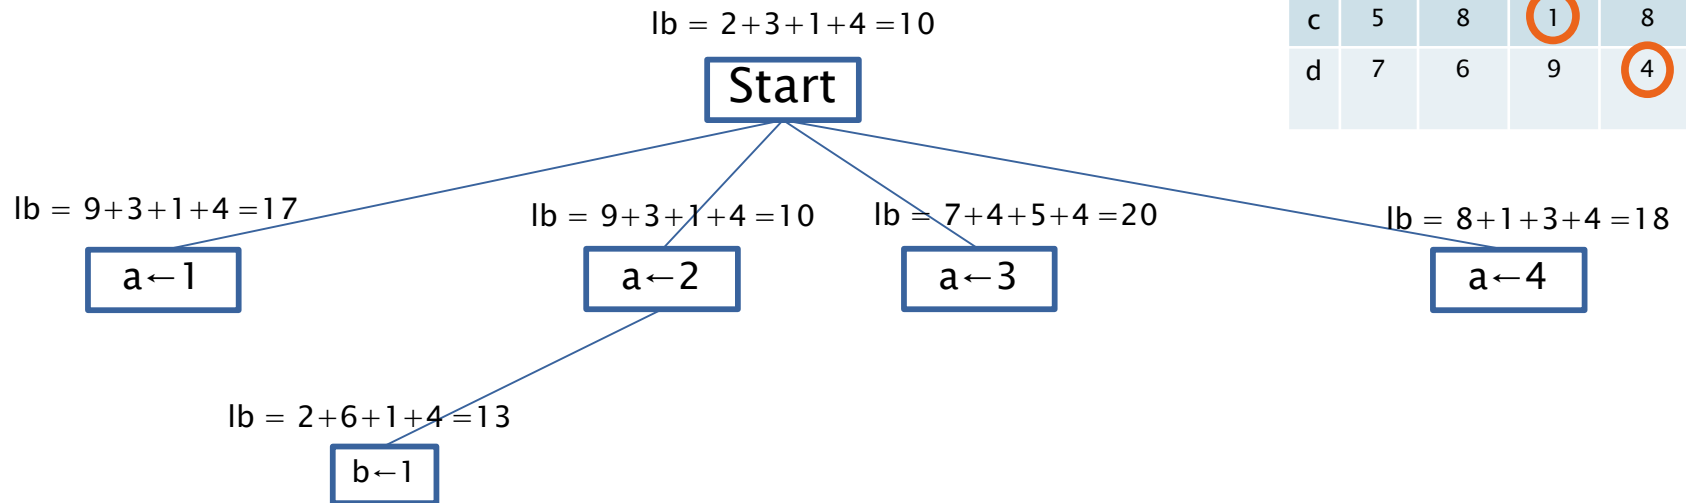 lb = 2+3+1+4 =10
c 5 8 1 8
d 7 6 9 4
Start
lb = 9+3+1+4 =17
lb = 9+3+1+4 =10
lb = 7+4+5+4 =20
lb = 8+1+3+4 =18
a←1
a←2
a←3
a←4
lb = 2+6+1+4 =13
b←1